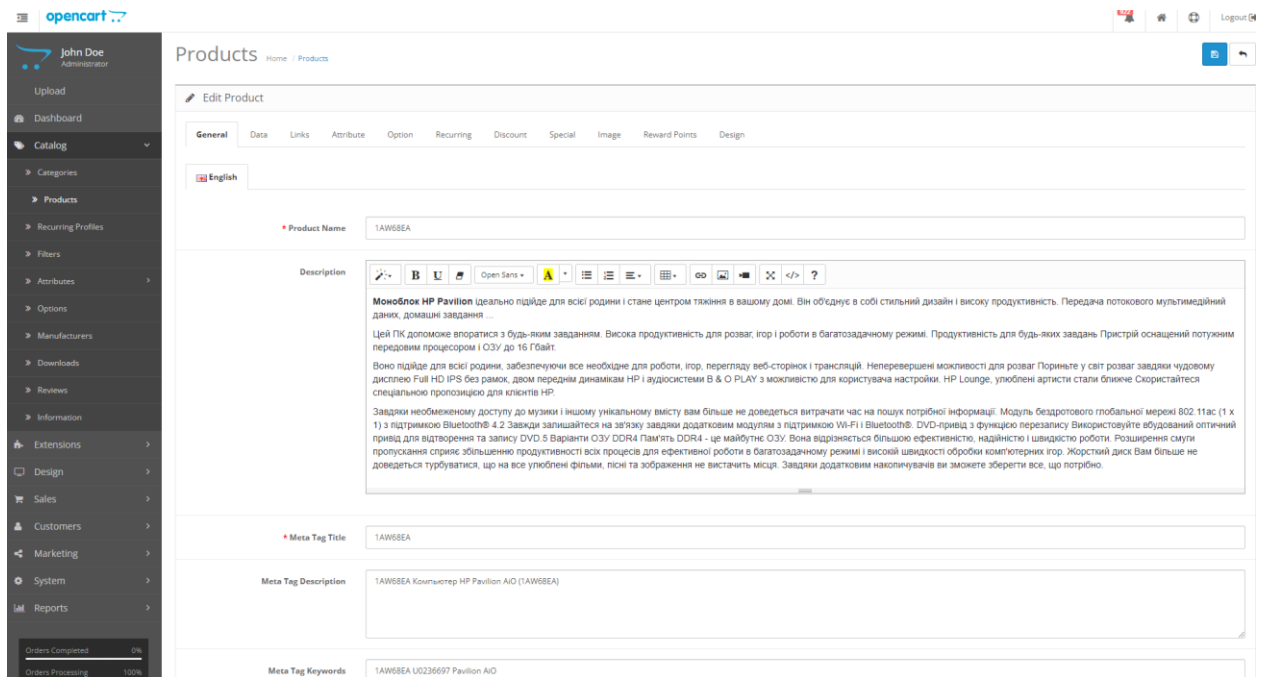 opencart
922
Logout
John Doe
Administrator
Products
Home / Products
Upload
Edit Product
Dashboard
General Data Links Attribute Option Recurring Discount Special Image Reward Points Design
Catalog
Categories
English
Products
Recurring Profiles
* Product Name
1AW68EA
Filters
Description
B U Open Sans A </> ?
Attributes
Моноблок HP Pavilion ідеально підійде для всієї родини і стане центром тяжіння в вашому домі. Він об'єднує в собі стильний дизайн і високу продуктивність. Передача потокового мультимедійний
даних, домашні завдання ...
Options
Цей ПК допоможе впоратися з будь-яким завданням. Висока продуктивність для розваг, ігор і роботи в багатозадачному режимі. Продуктивність для будь-яких завдань Пристрій оснащений потужним
передовим процесором і ОЗУ до 16 Гбайт.
Manufacturers
Downloads
Воно підійде для всієї родини, забезпечуючи все необхідне для роботи, ігор, перегляду веб-сторінок і трансляцій. Неперевершені можливості для розваг Пориньте у світ розваг завдяки чудовому
дисплею Full HD IPS без рамок, двом переднім динамікам HP і аудіосистеми B & O PLAY з можливістю для користувача настройки. HP Lounge, улюблені артисти стали ближче Скористайтеся
спеціальною пропозицією для клієнтів HP.
Reviews
Information
Завдяки необмеженому доступу до музики і іншому унікальному вмісту вам більше не доведеться витрачати час на пошук потрібної інформації. Модуль бездротового глобальної мережі 802.11ac (1 x
1) з підтримкою Bluetooth® 4.2 Завжди залишайтеся на зв'язку завдяки додатковим модулям з підтримкою Wi-Fi і Bluetooth®. DVD-привід з функцією перезапису Використовуйте вбудований оптичний
привід для відтворення та запису DVD.5 Варіанти ОЗУ DDR4 Пам'ять DDR4 - це майбутнє ОЗУ. Вона відрізняється більшою ефективністю, надійністю і швидкістю роботи. Розширення смуги
пропускання сприяє збільшенню продуктивності всіх процесів для ефективної роботи в багатозадачному режимі і високій швидкості обробки комп'ютерних ігор. Жорсткий диск Вам більше не
доведеться турбуватися, що на все улюблені фільми, пісні та зображення не вистачить місця. Завдяки додатковим накопичувачів ви зможете зберегти все, що потрібно.
Extensions
Design
Sales
Customers
* Meta Tag Title
1AW68EA
Marketing
System
Meta Tag Description
1AW68EA Компьютер HP Pavilion AiO (1AW68EA)
Reports
Orders Completed 0%
Orders Processing 100%
Meta Tag Keywords
1AW68EA U0236697 Pavilion AiO